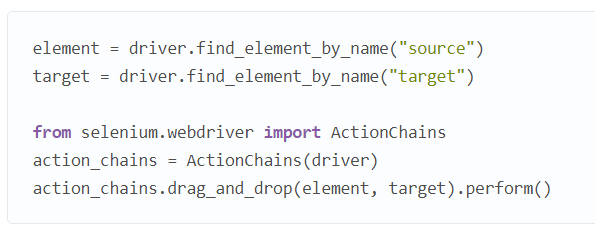 element = driver.find_element_by_name("source")
target = driver.find_element_by_name("target")
from selenium.webdriver import ActionChains
action_chains = ActionChains(driver)
action_chains.drag_and_drop(element, target).perform()